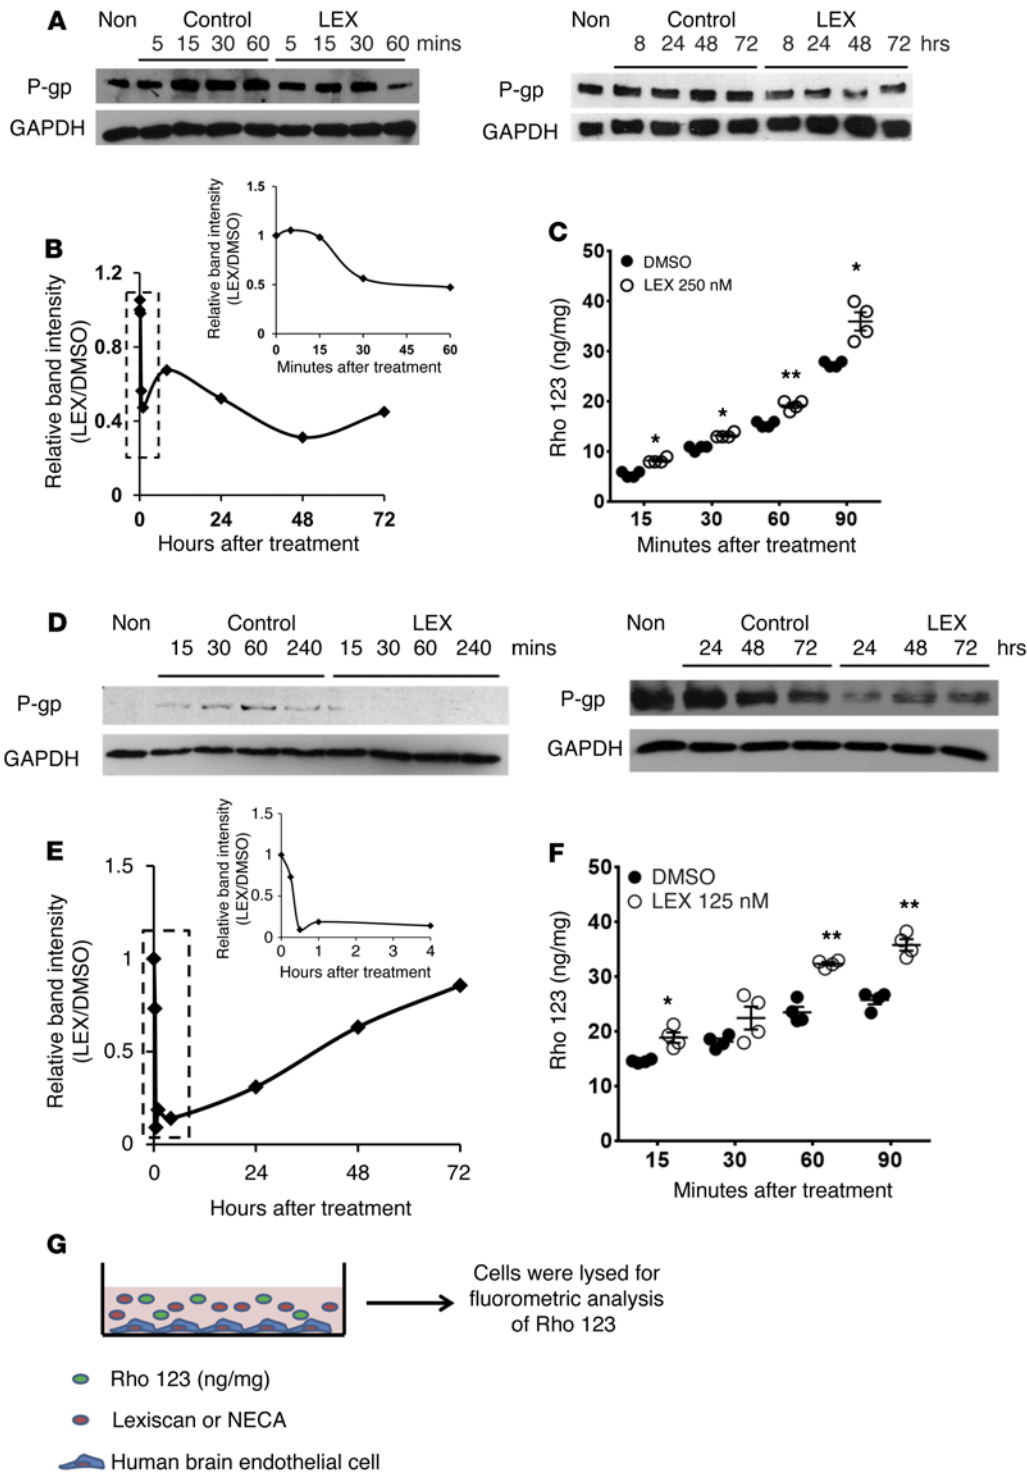 A
Non Control LEX
5 15 30 60 5 15 30 60 mins
P-gp
GAPDH
Non Control LEX
8 24 48 72 8 24 48 72 hrs
P-gp
GAPDH
B
Relative band intensity
(LEX/DMSO)
1.2
0.8
0.4
0
0 24 48 72
Hours after treatment
Relative band intensity
(LEX/DMSO)
1.5
1
0.5
0
0 15 30 45 60
Minutes after treatment
C
Rho 123 (ng/mg)
50
40
30
20
10
0
DMSO
LEX 250 nM
*
*
**
*
15 30 60 90
Minutes after treatment
D
Non Control LEX
15 30 60 240 15 30 60 240 mins
P-gp
GAPDH
Non Control LEX
24 48 72 24 48 72 hrs
P-gp
GAPDH
E
Relative band intensity
(LEX/DMSO)
1.5
1
0.5
0
0 24 48 72
Hours after treatment
Relative band intensity
(LEX/DMSO)
1.5
1
0.5
0
0 1 2 3 4
Hours after treatment
F
Rho 123 (ng/mg)
50
40
30
20
10
0
DMSO
LEX 125 nM
*
**
**
15 30 60 90
Minutes after treatment
G
Cells were lysed for
fluorometric analysis
of Rho 123
Rho 123 (ng/mg)
Lexiscan or NECA
Human brain endothelial cell